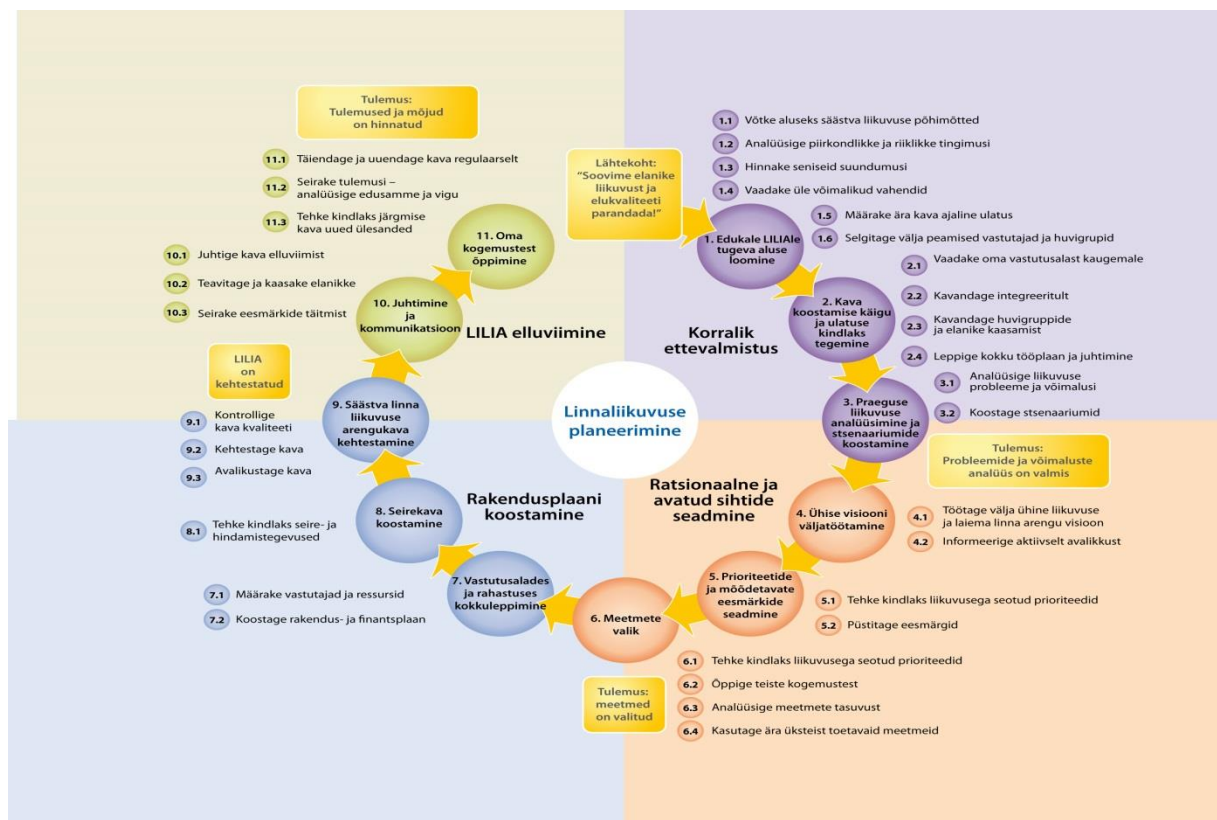 Linnaliikuvuse
planeerimine
Lähtekoht:
"Soovime elanike
liikuvust ja
elukvaliteeti
parandada!"
Korralik
ettevalmistus
1. Edukale LILIAle
tugeva aluse
loomine
1.1 Võtke aluseks säästva liikuvuse põhimõtted
1.2 Analüüsige piirkondlikke ja riiklikke tingimusi
1.3 Hinnake seniseid suundumusi
1.4 Vaadake üle võimalikud vahendid
1.5 Määrake ära kava ajaline ulatus
1.6 Selgitage välja peamised vastutajad ja huvigrupid
2. Kava
koostamise käigu
ja ulatuse
kindlaks
tegemine
2.1 Vaadake oma vastutusalast kaugemale
2.2 Kavandage integreeritult
2.3 Kavandage huvigruppide
ja elanike kaasamist
2.4 Leppige kokku tööplaan ja juhtimine
3. Praeguse
liikuvuse
analüüsimine ja
stsenaariumide
koostamine
3.1 Analüüsige liikuvuse
probleeme ja võimalusi
3.2 Koostage stsenaariumid
Tulemus:
Probleemide ja võimaluste
analüüs on valmis
Ratsionaalne ja
avatud sihtide
seadmine
4. Ühise visiooni
väljatöötamine
4.1 Töötage välja ühine liikuvuse
ja laiema linna arengu visioon
4.2 Informeerige aktiivselt avalikkust
5. Prioriteetide
ja mõõdetavate
eesmärkide
seadmine
5.1 Tehke kindlaks liikuvusega seotud prioriteedid
5.2 Püstitage eesmärgid
6. Meetmete
valik
6.1 Tehke kindlaks liikuvusega seotud prioriteedid
6.2 Õppige teiste kogemustest
6.3 Analüüsige meetmete tasuvust
6.4 Kasutage ära üksteist toetavaid meetmeid
Tulemus:
meetmed
on valitud
Rakendusplaani
koostamine
7. Vastutusalades
ja rahastuses
kokkuleppimine
7.1 Määrake vastutajad ja ressursid
7.2 Koostage rakendus- ja finantsplaan
8. Seirekava
koostamine
8.1 Tehke kindlaks seire- ja
hindamistegevused
9. Säästva linna
liikuvuse
arengukava
kehtestamine
9.1 Kontrollige
kava kvaliteeti
9.2 Kehtestage kava
9.3 Avalikustage kava
LILIA
on
kehtestatud
LILIA elluviimine
10. Juhtimine
ja
kommunikatsioon
10.1 Juhtige kava elluviimist
10.2 Teavitage ja kaasake elanikke
10.3 Seirake eesmärkide täitmist
11. Oma
kogemustest
õppimine
11.1 Täiendage ja uuendage kava regulaarselt
11.2 Seirake tulemusi –
analüüsige edusamme ja vigu
11.3 Tehke kindlaks järgmise
kava uued ülesanded
Tulemus:
Tulemused ja mõjud
on hinnatud